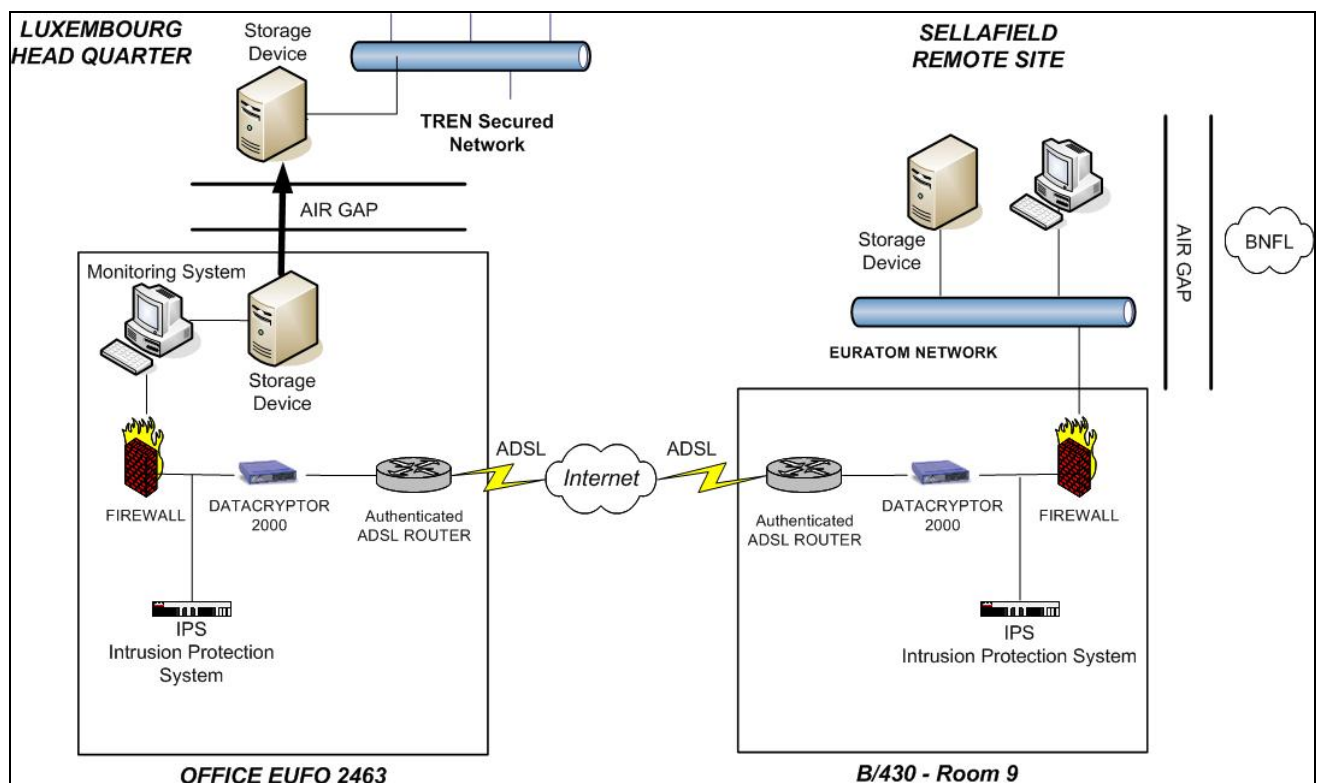 LUXEMBOURG
HEAD QUARTER
Storage
Device
TREN Secured
Network
AIR GAP
Monitoring System
Storage
Device
FIREWALL
DATACRYPTOR
2000
Authenticated
ADSL ROUTER
IPS
Intrusion Protection
System
OFFICE EUFO 2463
ADSL
Internet
ADSL
SELLAFIELD
REMOTE SITE
Storage
Device
AIR GAP
BNFL
EURATOM NETWORK
Authenticated
ADSL ROUTER
DATACRYPTOR
2000
FIREWALL
IPS
Intrusion Protection System
B/430 - Room 9